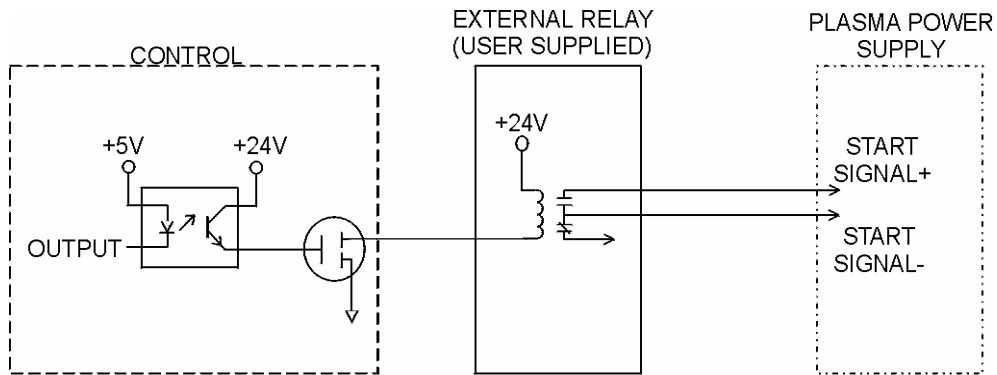 EXTERNAL RELAY
(USER SUPPLIED)
PLASMA POWER
SUPPLY
CONTROL
+5V
+24V
OUTPUT
+24V
START
SIGNAL+
START
SIGNAL-